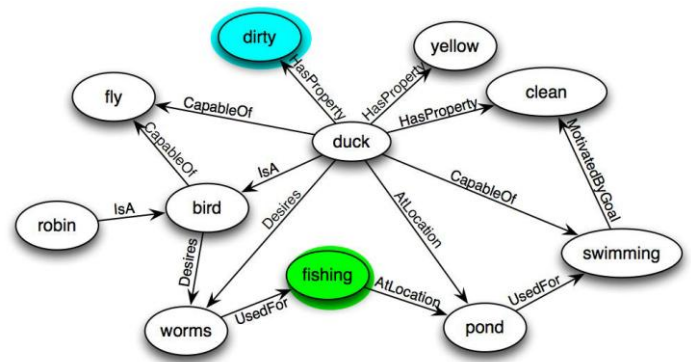 dirty
yellow
fly
clean
HasProperty
HasProperty
CapableOf
HasProperty
duck
CapableOf
MotivatedByGoal
IsA
CapableOf
robin
IsA
bird
Desires
AtLocation
swimming
Desires
fishing
AtLocation
UsedFor
worms
UsedFor
pond